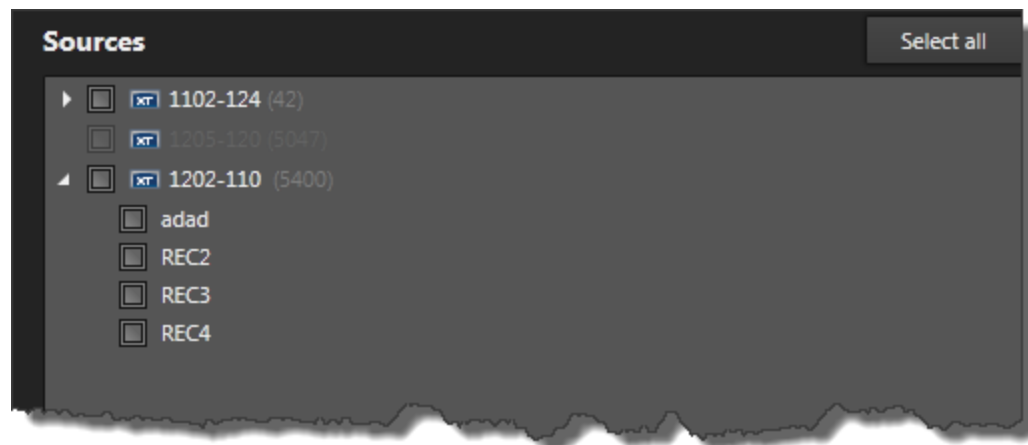 Sources
Select all
XT 1102-124 (42)
XT 1205-120 (5047)
XT 1202-110 (5400)
adad
REC2
REC3
REC4